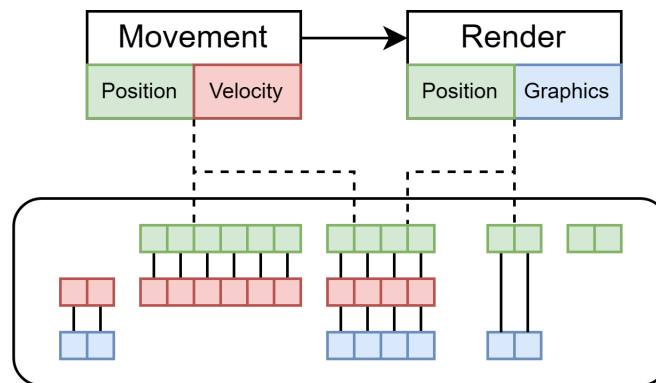 Movement
Render
Position
Velocity
Position
Graphics